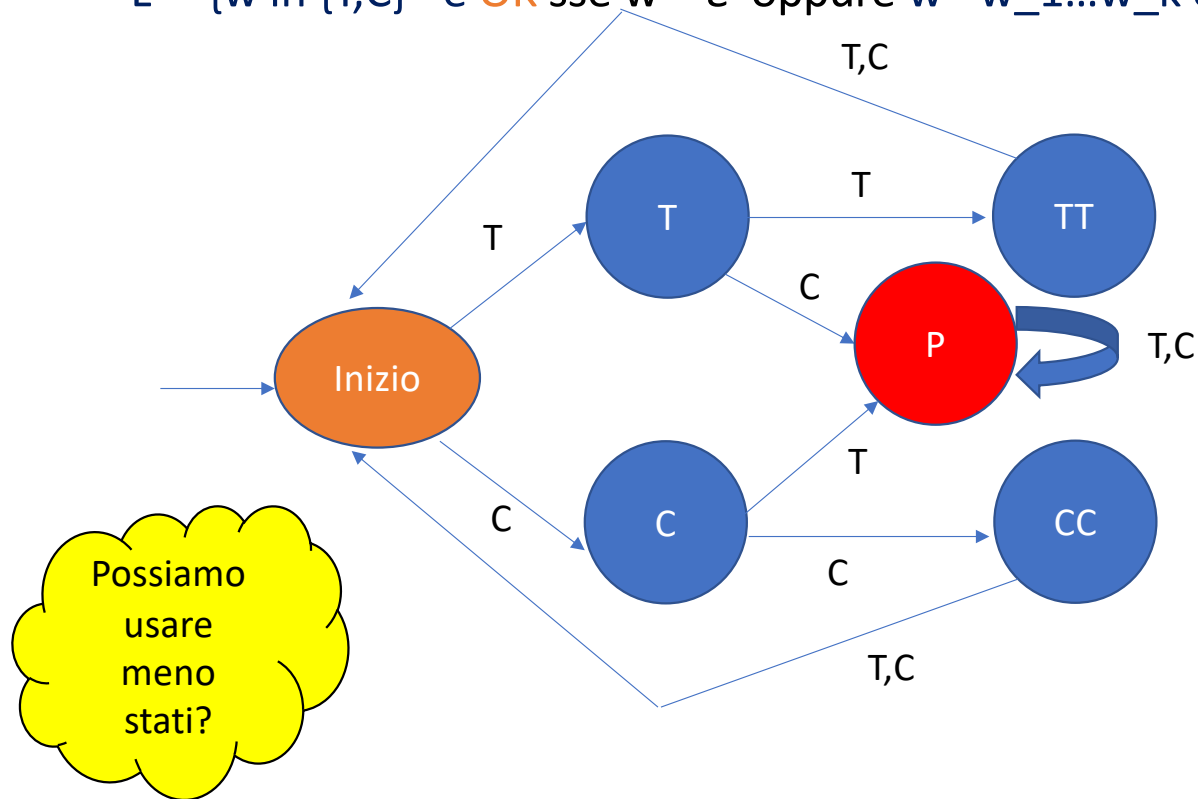 T,C
T
T
TT
T
C
P
T,C
Inizio
T
C
C
CC
C
T,C
Possiamo
usare
meno
stati?